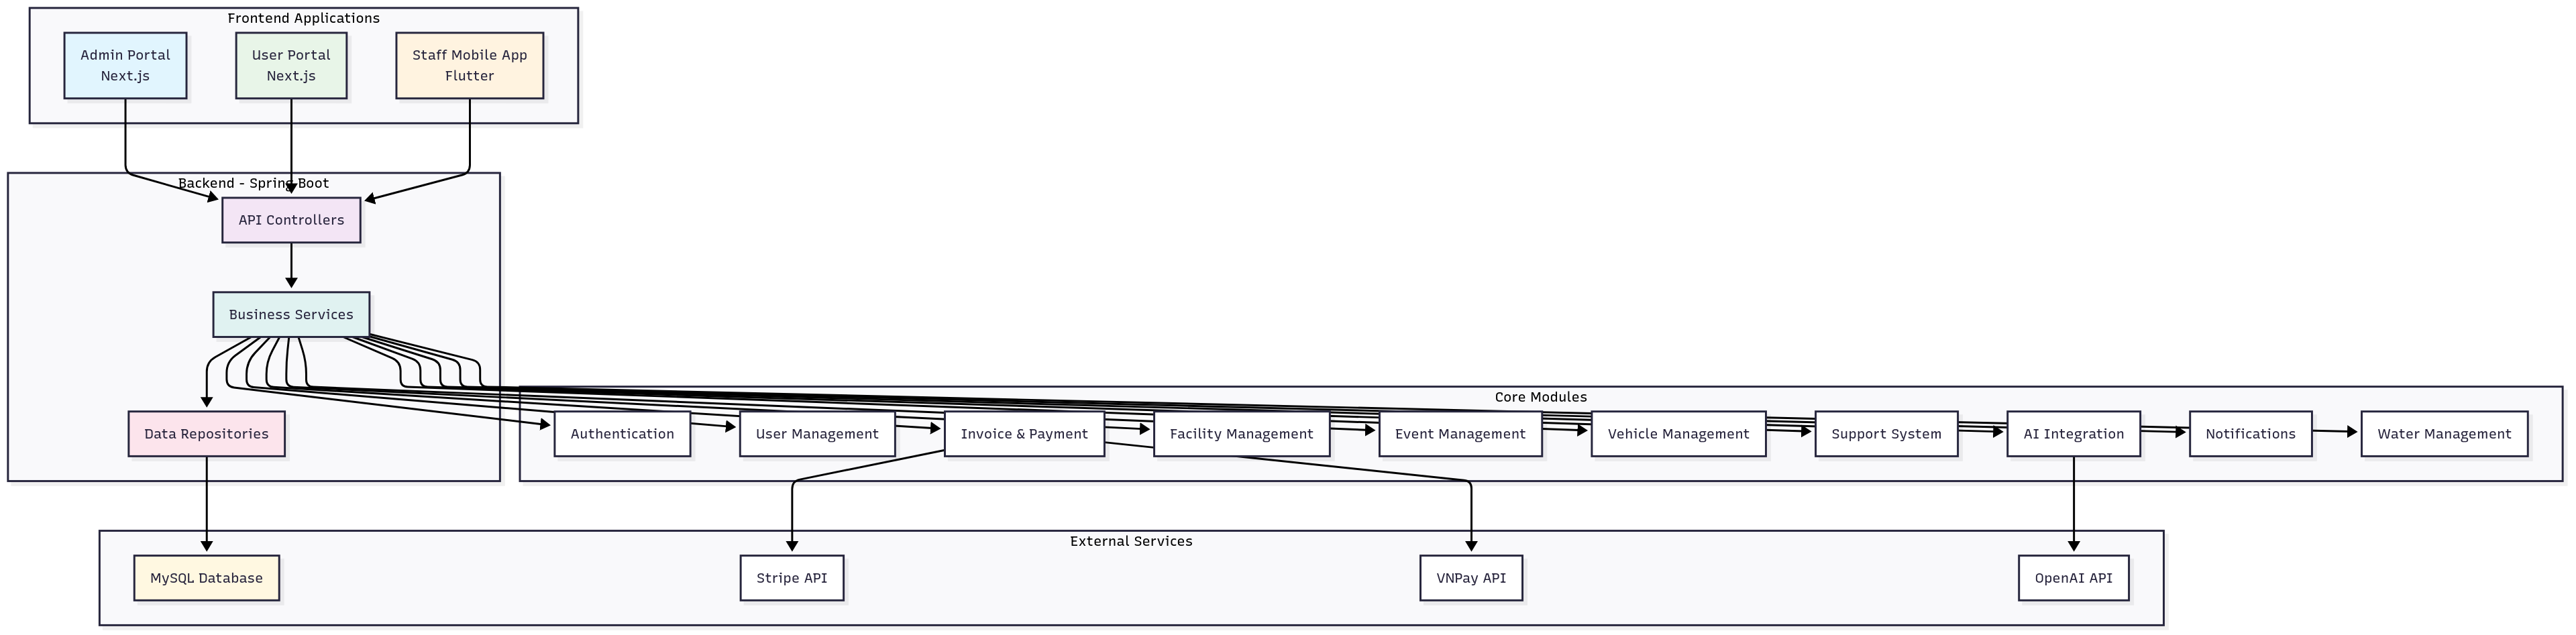 Frontend Applications
Admin Portal
Next.js
User Portal
Next.js
Staff Mobile App
Flutter
Backend - Spring Boot
API Controllers
Business Services
Data Repositories
Core Modules
Authentication
User Management
Invoice & Payment
Facility Management
Event Management
Vehicle Management
Support System
AI Integration
Notifications
Water Management
External Services
MySQL Database
Stripe API
VNPay API
OpenAI API